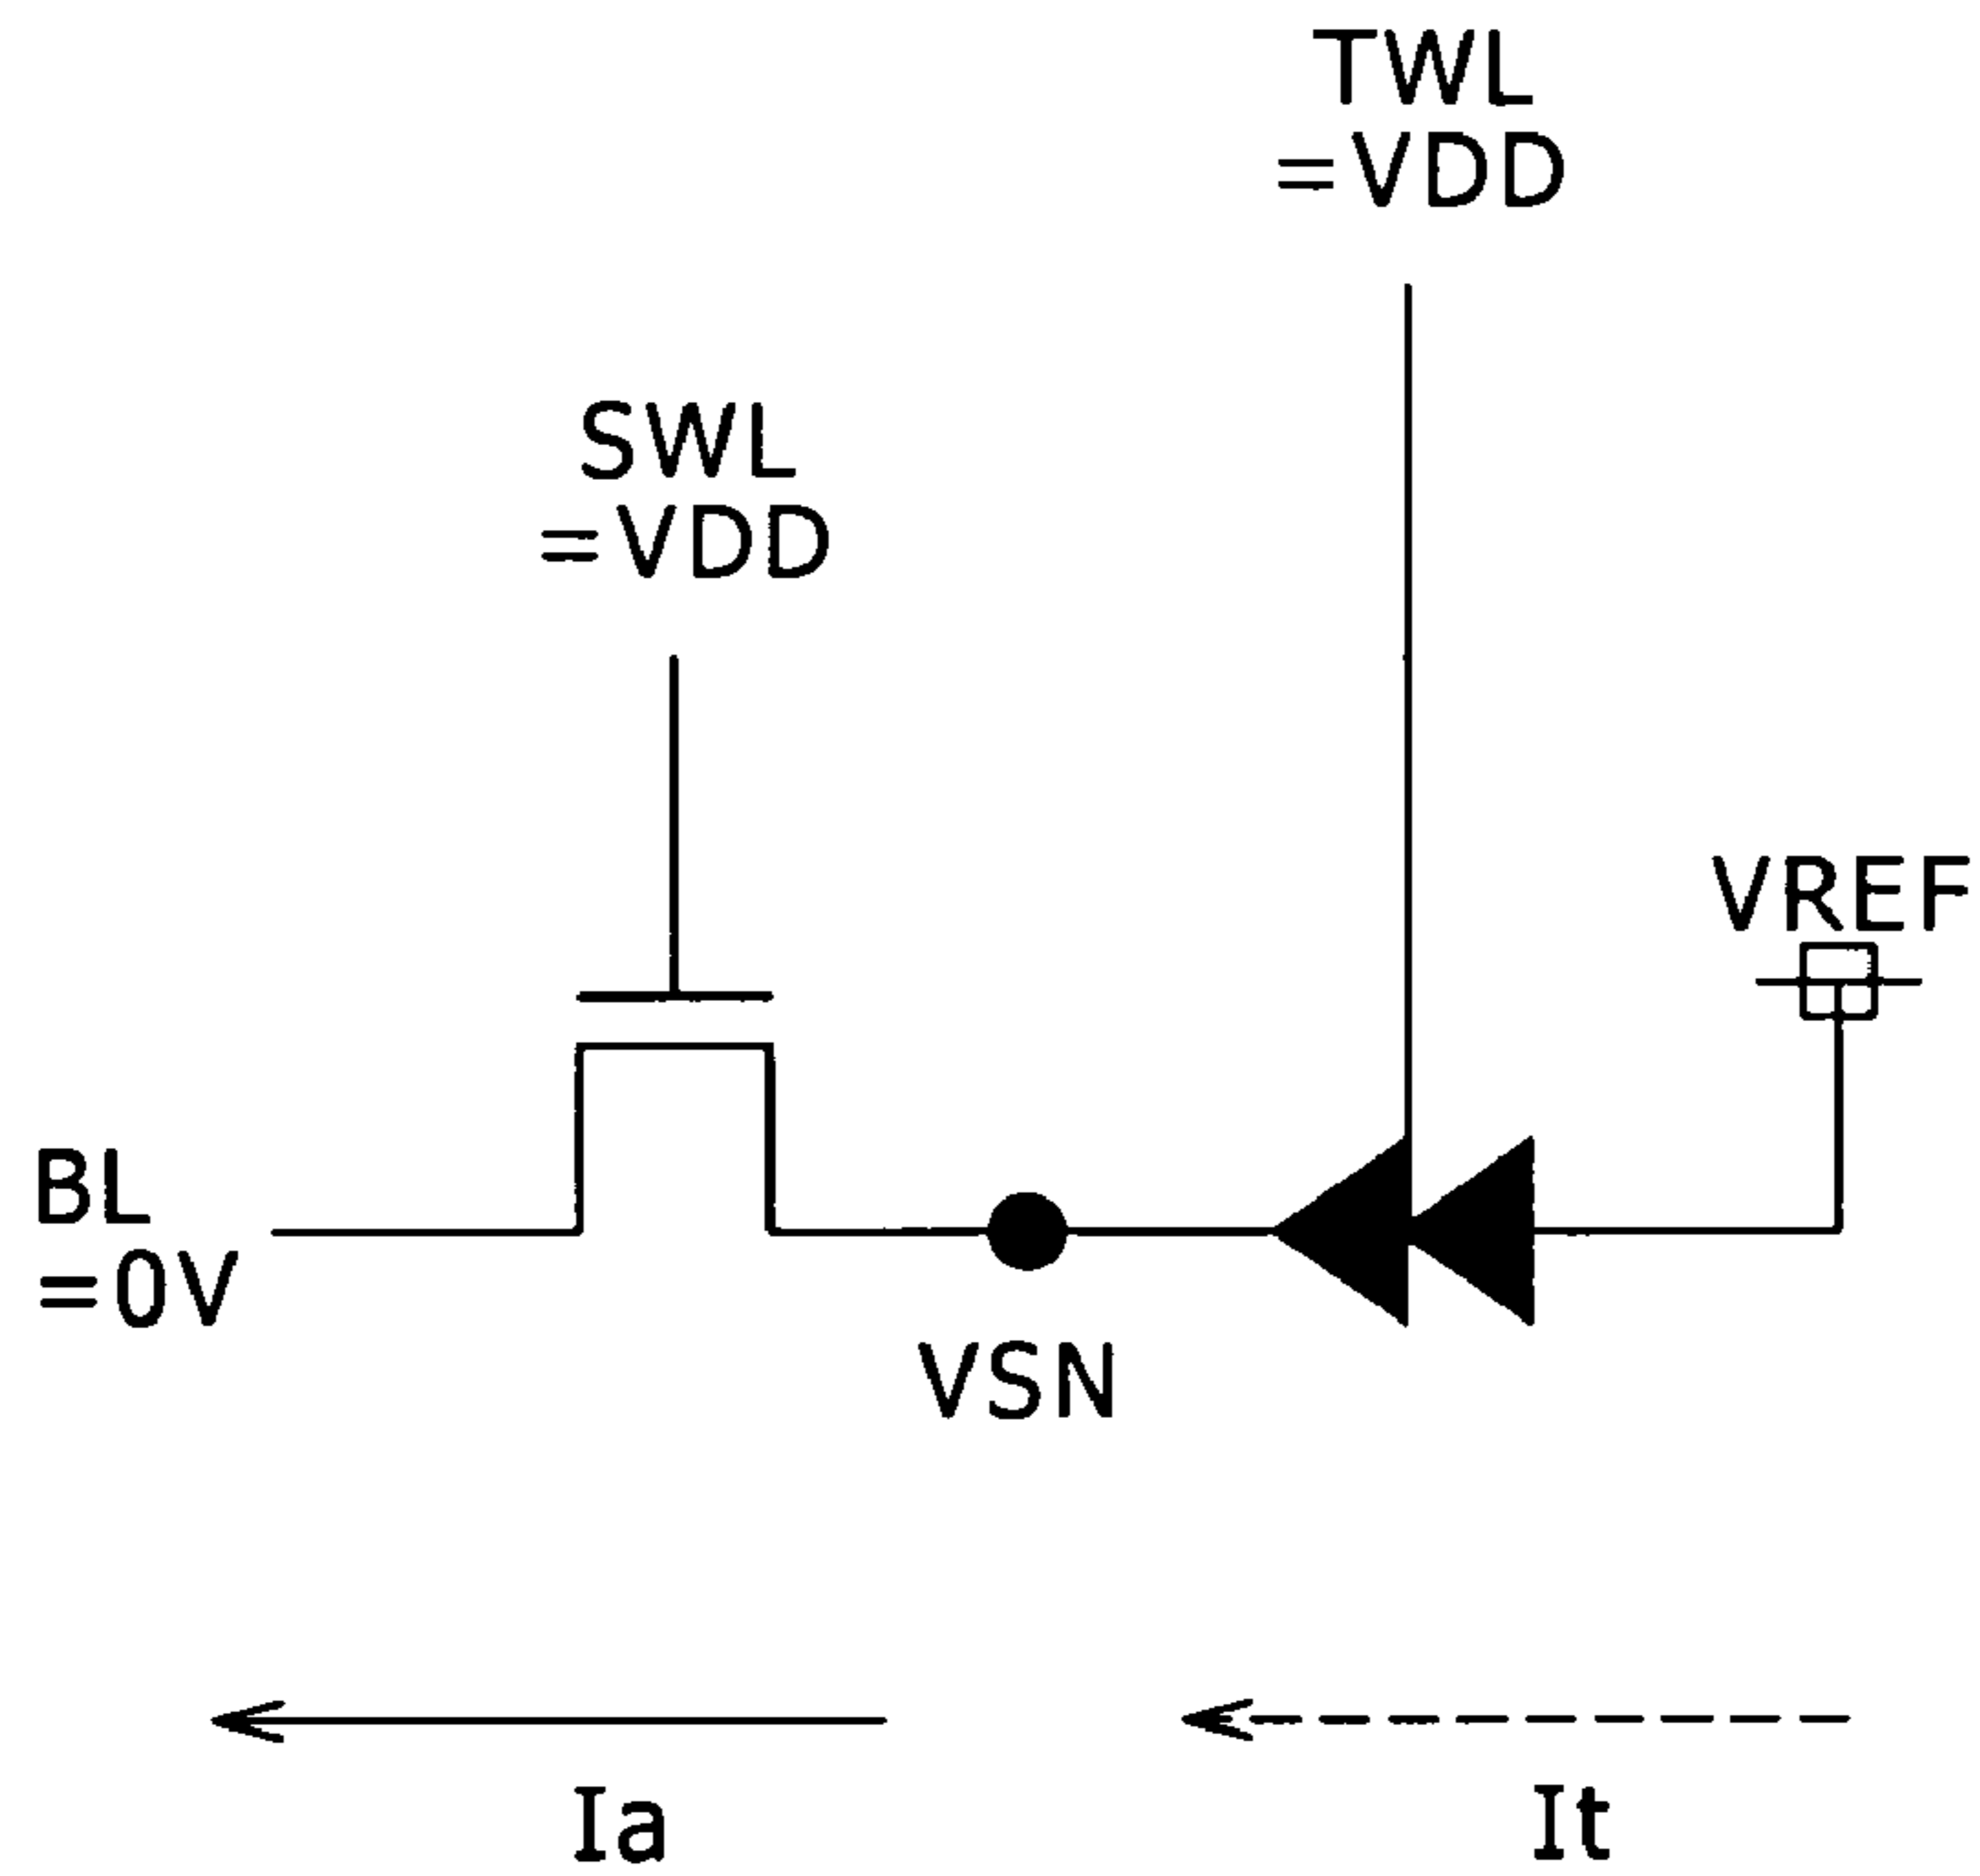 TWL
=VDD
SWL
=VDD
VREF
BL
=0V
VSN
Ia
It